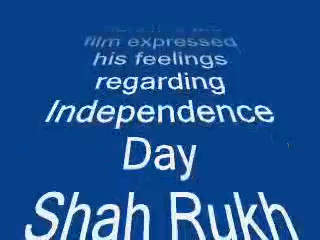 film expressed
his feelings
regarding
Independence
Day
Shah Rukh